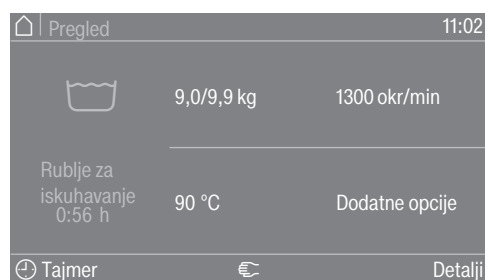 Pregled
11:02
9,0/9,9 kg
1300 okr/min
Rublje za
iskuhavanje
0:56 h
90 °C
Dodatne opcije
Tajmer
Detalji